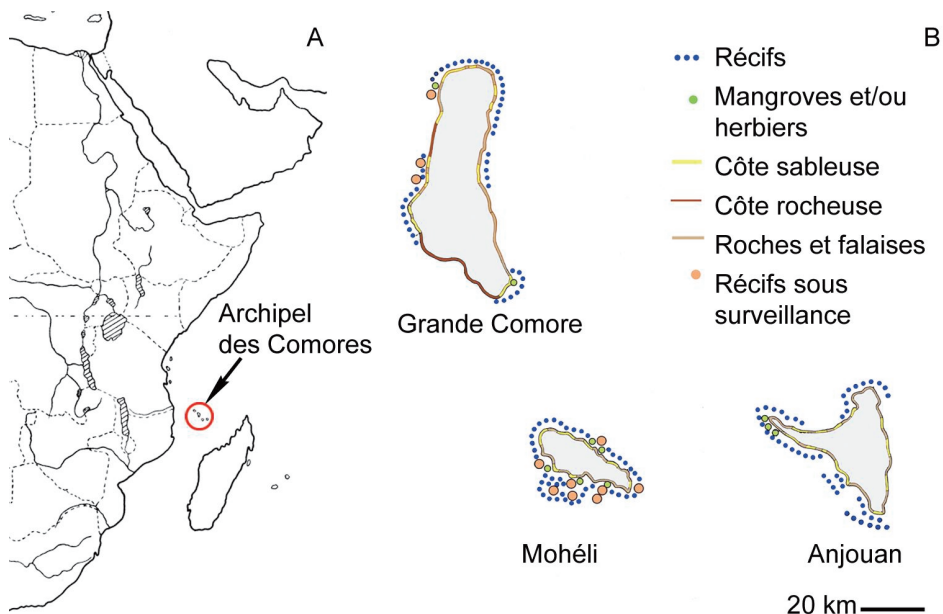 A
Archipel
des Comores
B
Récifs
Mangroves et/ou
herbiers
Côte sableuse
Côte rocheuse
Roches et falaises
Récifs sous
surveillance
Grande Comore
Mohéli
Anjouan
20 km